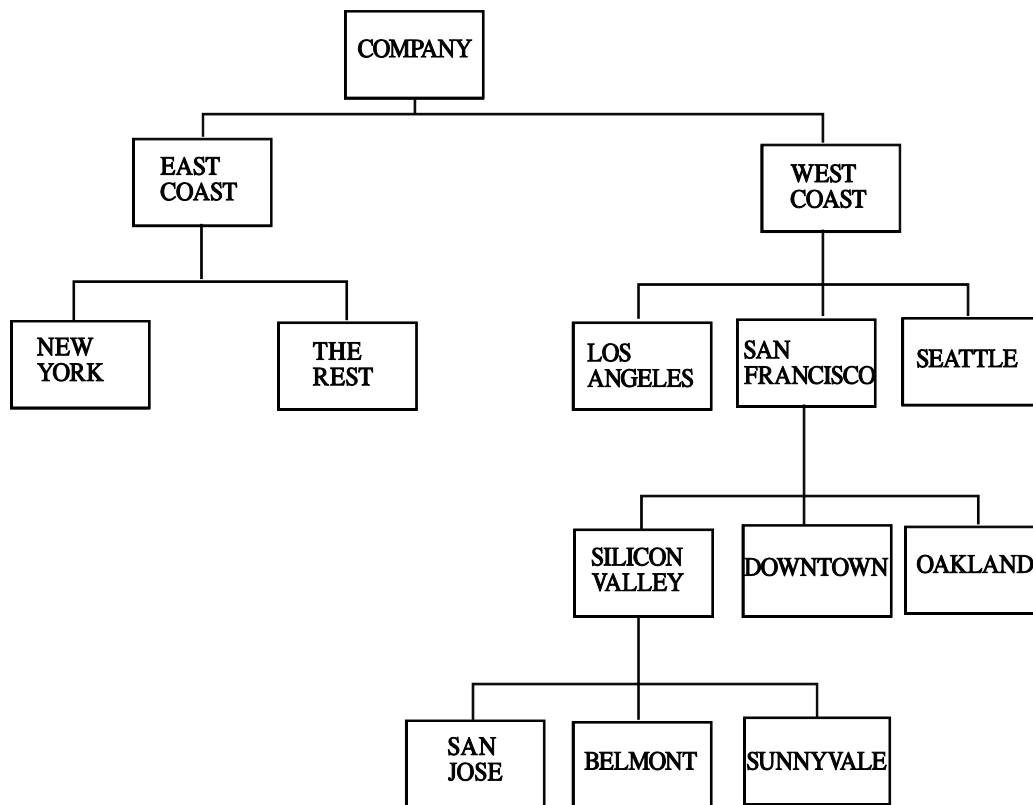 COMPANY
EAST
COAST
WEST
COAST
NEW
YORK
THE
REST
LOS
ANGELES
SAN
FRANCISCO
SEATTLE
SILICON
VALLEY
DOWNTOWN
OAKLAND
SAN
JOSE
BELMONT
SUNNYVALE